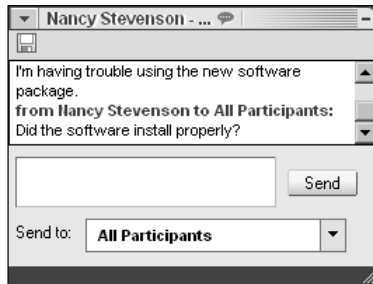 Nancy Stevenson - ...
I'm having trouble using the new software
package.
from Nancy Stevenson to All Participants:
Did the software install properly?
Send
Send to: All Participants